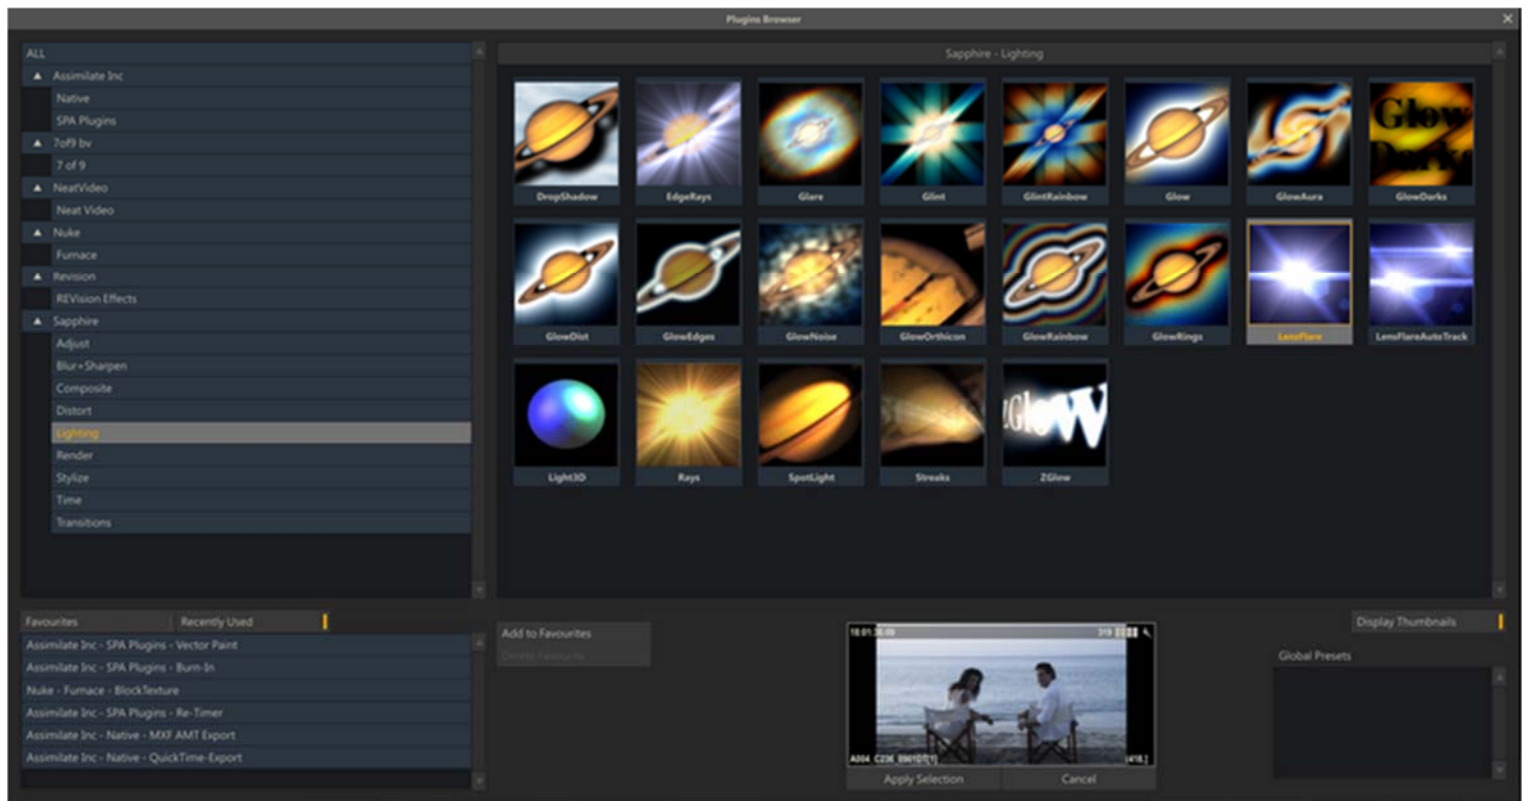 Plugins Browser
ALL
Assimilate Inc
Native
SPA Plugins
7of9 bv
7 of 9
NeatVideo
Neat Video
Nuke
Furnace
Revision
REVision Effects
Sapphire
Adjust
Blur+Sharpen
Composite
Distort
Lighting
Render
Stylize
Time
Transitions
Sapphire - Lighting
DropShadow EdgeRays Glare Glint GlintRainbow Glow GlowAura GlowDarks
Glow
Darks
GlowDist GlowEdges GlowNoise GlowOrthicon GlowRainbow GlowRings LensFlare LensFlareAutoTrack
Light3D Rays SpotLight Streaks ZGlow
ZGlow
Favourites Recently Used
Assimilate Inc - SPA Plugins - Vector Paint
Assimilate Inc - SPA Plugins - Burn-In
Nuke - Furnace - BlockTexture
Assimilate Inc - SPA Plugins - Re-Timer
Assimilate Inc - Native - MXF AMT Export
Assimilate Inc - Native - QuickTime-Export
Add to Favourites
Delete Favourite
319
Apply Selection Cancel
Display Thumbnails
Global Presets